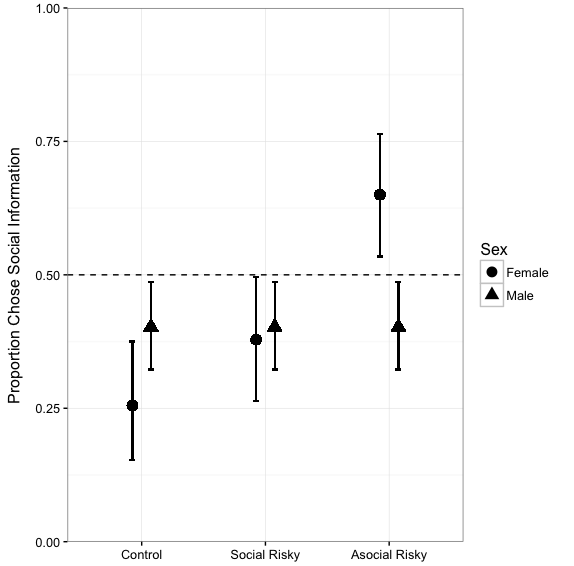 1.00
0.75
0.50
0.25
0.00
Proportion Chose Social Information
Control
Social Risky
Asocial Risky
Sex
Female
Male